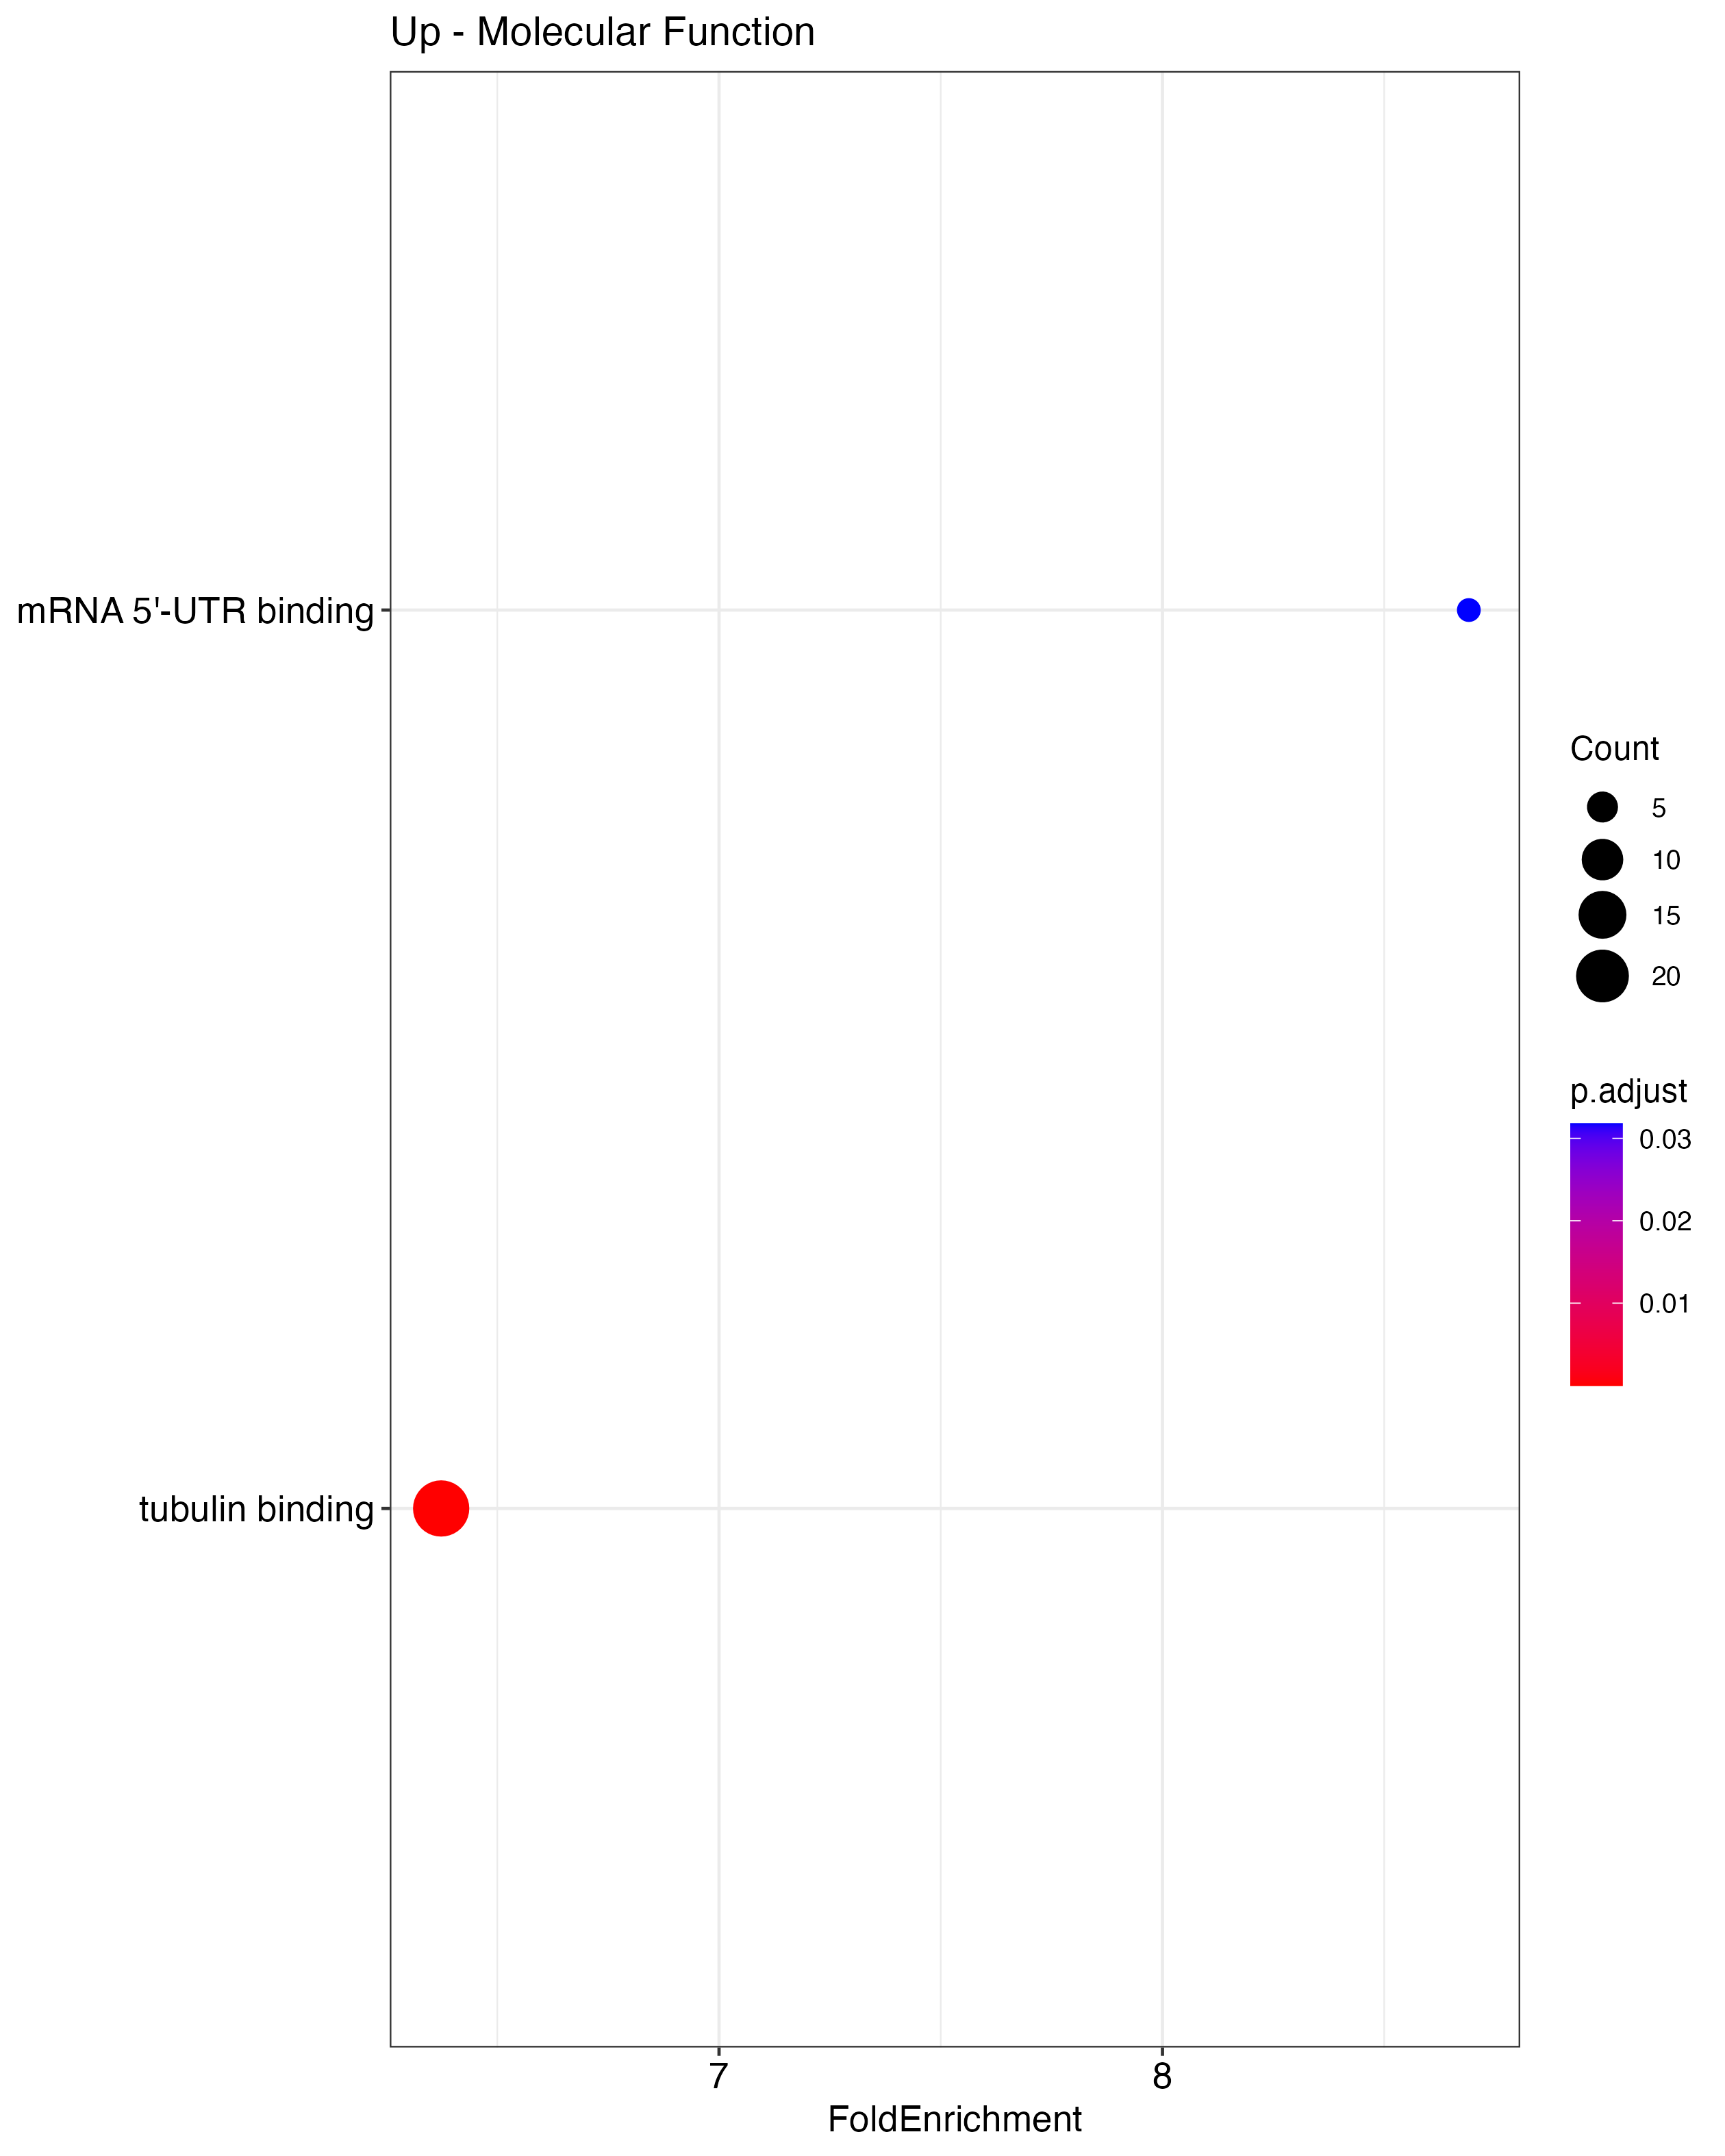 Up - Molecular Function
mRNA 5'-UTR binding
tubulin binding
7
8
FoldEnrichment
Count
5
10
15
20
p.adjust
0.03
0.02
0.01